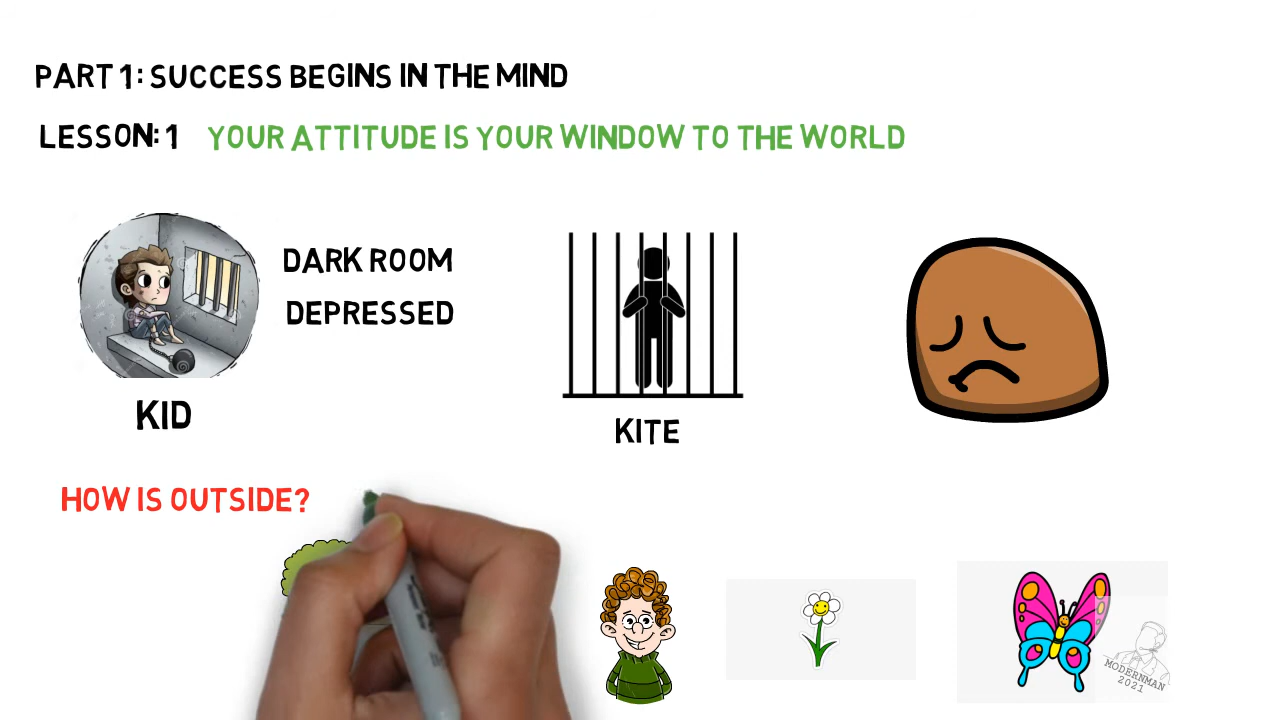 PART 1: SUCCESS BEGINS IN THE MIND
LESSON: 1 YOUR ATTITUDE IS YOUR WINDOW TO THE WORLD
DARK ROOM
DEPRESSED
KID
KITE
HOW IS OUTSIDE?
MODERNMAN
2021